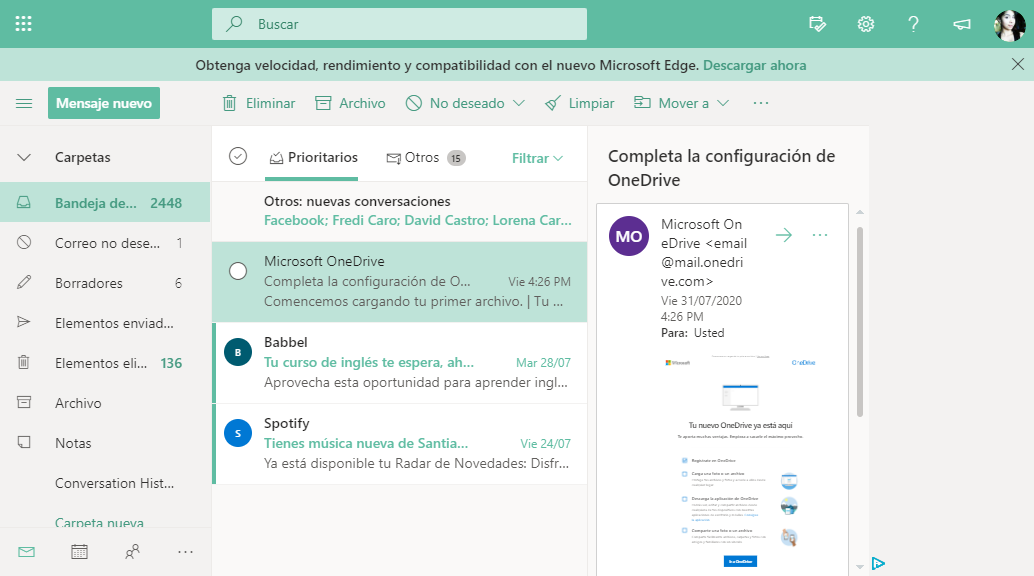 Buscar
Obtenga velocidad, rendimiento y compatibilidad con el nuevo Microsoft Edge. Descargar ahora
Mensaje nuevo
Eliminar
Archivo
No deseado
Limpiar
Mover a
Carpetas
Bandeja de... 2448
Correo no dese... 1
Borradores 6
Elementos enviad...
Elementos eli... 136
Archivo
Notas
Conversation Hist...
Carpeta nueva
Prioritarios
Otros 15
Filtrar
Otros: nuevas conversaciones
Facebook; Fredi Caro; David Castro; Lorena Car...
Microsoft OneDrive
Completa la configuración de O... Vie 4:26 PM
Comencemos cargando tu primer archivo. | Tu ...
B
Babbel
Tu curso de inglés te espera, ah... Mar 28/07
Aprovecha esta oportunidad para aprender ingl...
S
Spotify
Tienes música nueva de Santia... Vie 24/07
Ya está disponible tu Radar de Novedades: Disfr...
Completa la configuración de
OneDrive
MO
Microsoft On
eDrive <email
@mail.onedri
ve.com>
Vie 31/07/2020
4:26 PM
Para: Usted
Microsoft
OneDrive
Tu nuevo OneDrive ya está aquí
Te aporta muchas ventajas. Empieza a sacarle el máximo provecho.
Regístrate en OneDrive
Carga una foto o un archivo
Descarga la aplicación de OneDrive
Comparte una foto o un archivo
Ir a OneDrive